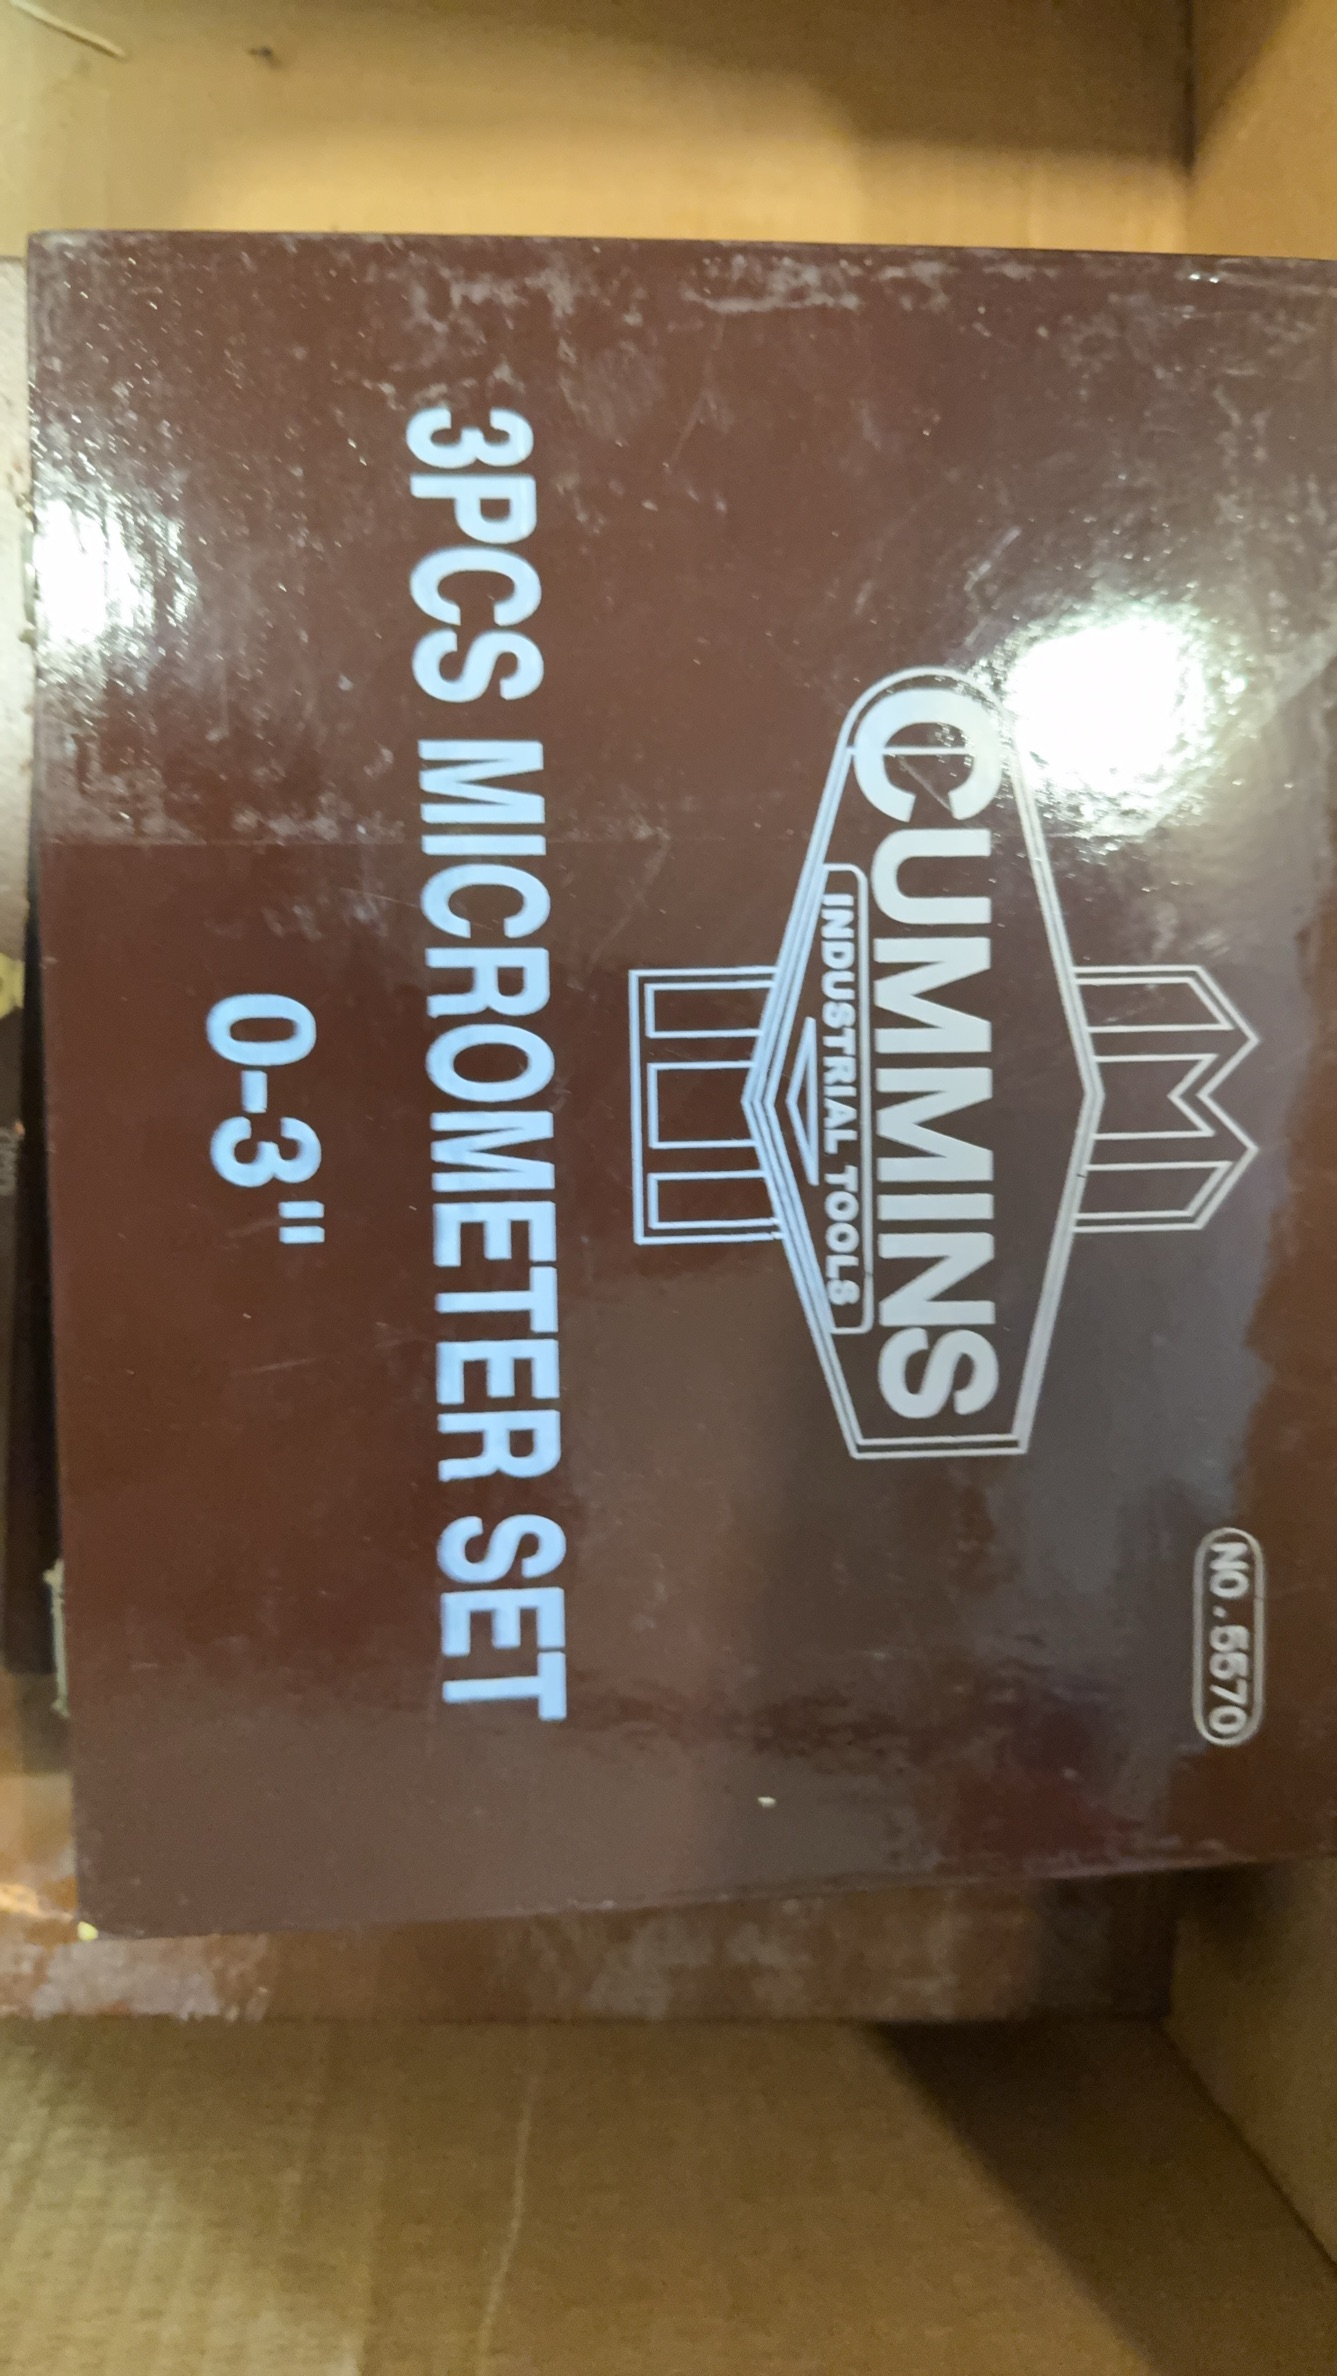 NO.5570
CUMMINS
INDUSTRIAL TOOLS
3PCS MICROMETER SET
0-3"